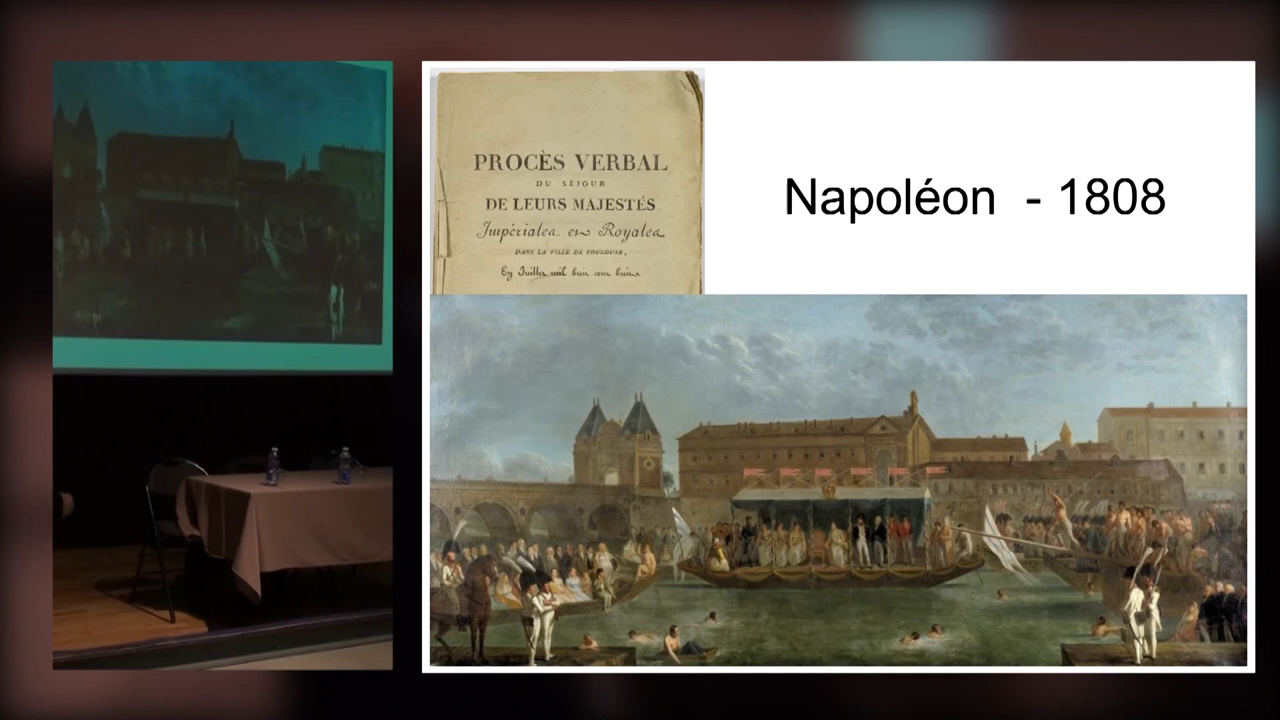 PROCÈS VERBAL
DU SÉJOUR
DE LEURS MAJESTÉS
Impériales et Royales
DANS LA VILLE DE TOULOUSE,
En Juillet mil huit cent huit.
Napoléon - 1808